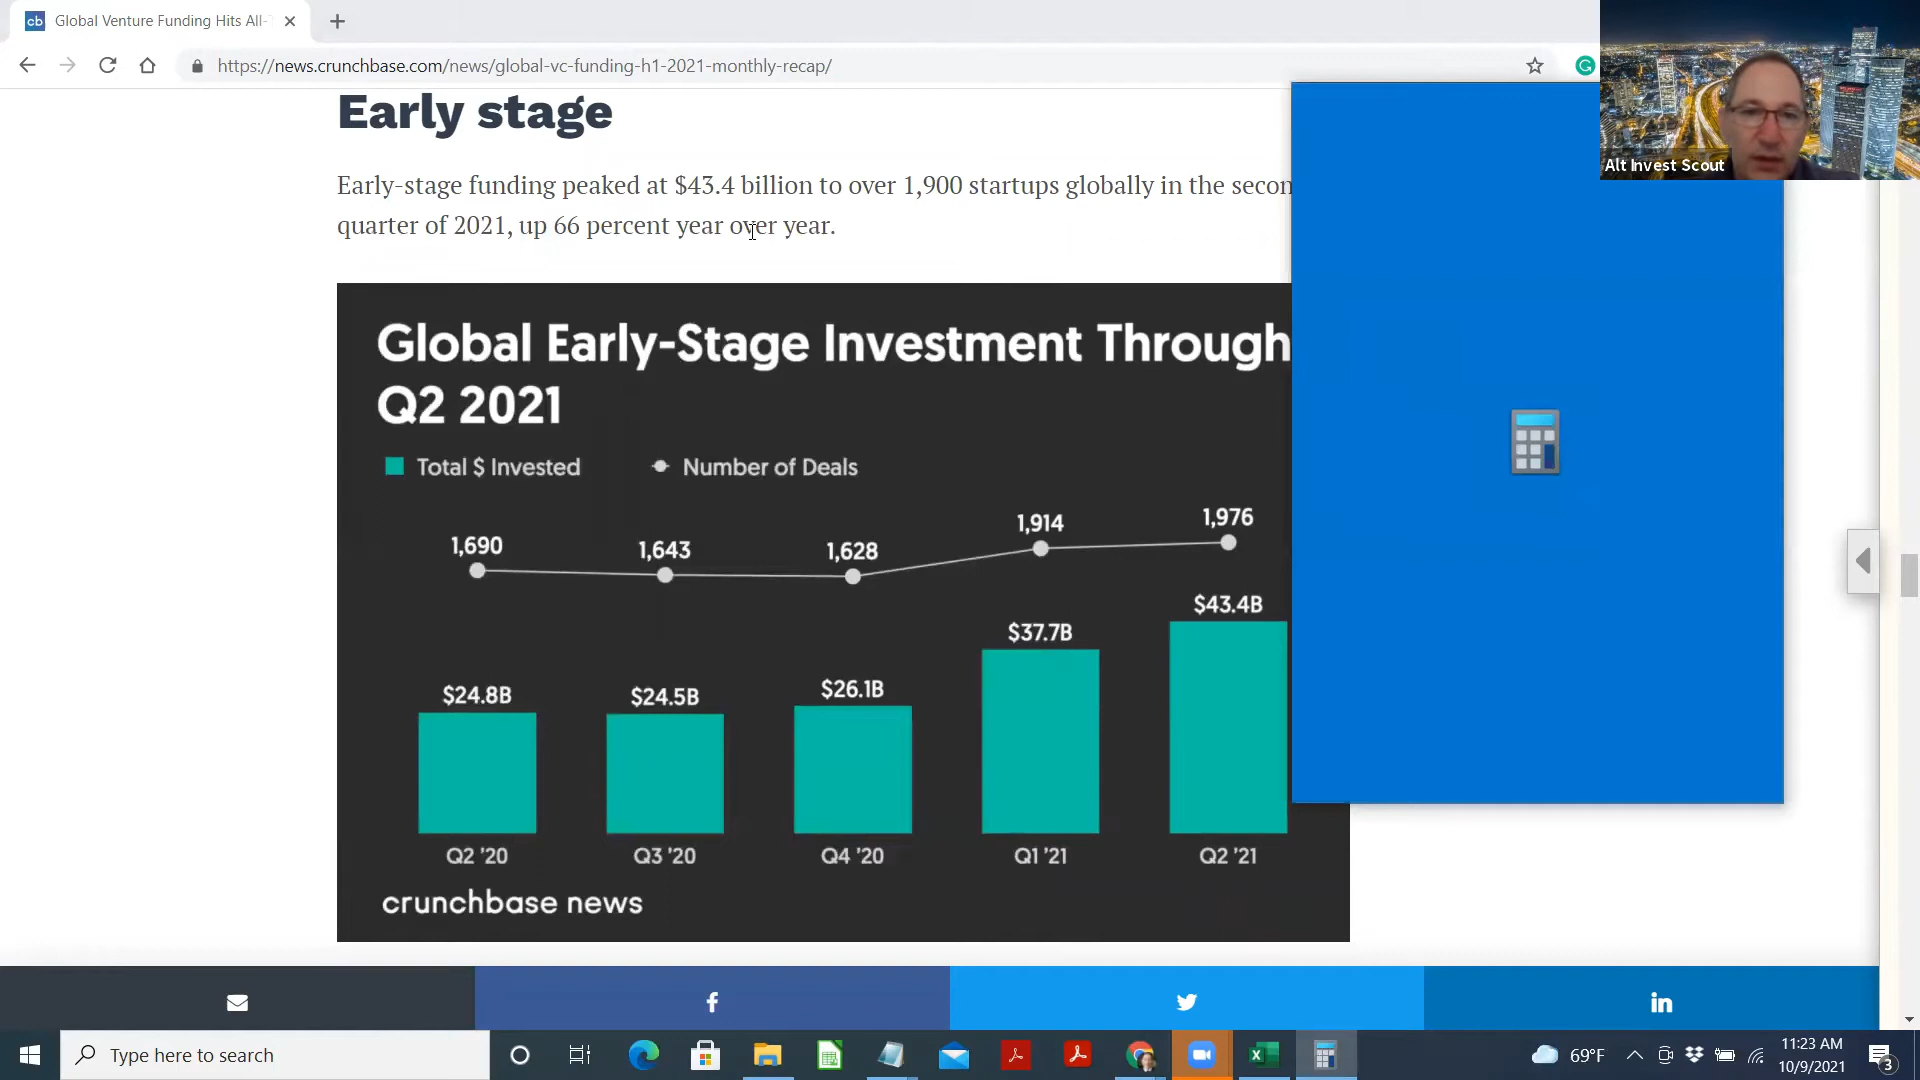 cb Global Venture Funding Hits All-
https://news.crunchbase.com/news/global-vc-funding-h1-2021-monthly-recap/
Alt Invest Scout
Early stage
Early-stage funding peaked at $43.4 billion to over 1,900 startups globally in the secon
quarter of 2021, up 66 percent year over year.
Global Early-Stage Investment Through
Q2 2021
Total $ Invested Number of Deals
1,690 1,643 1,628 1,914 1,976
$24.8B $24.5B $26.1B $37.7B $43.4B
Q2 '20 Q3 '20 Q4 '20 Q1 '21 Q2 '21
crunchbase news
f in
Type here to search
69°F
11:23 AM
10/9/2021
3